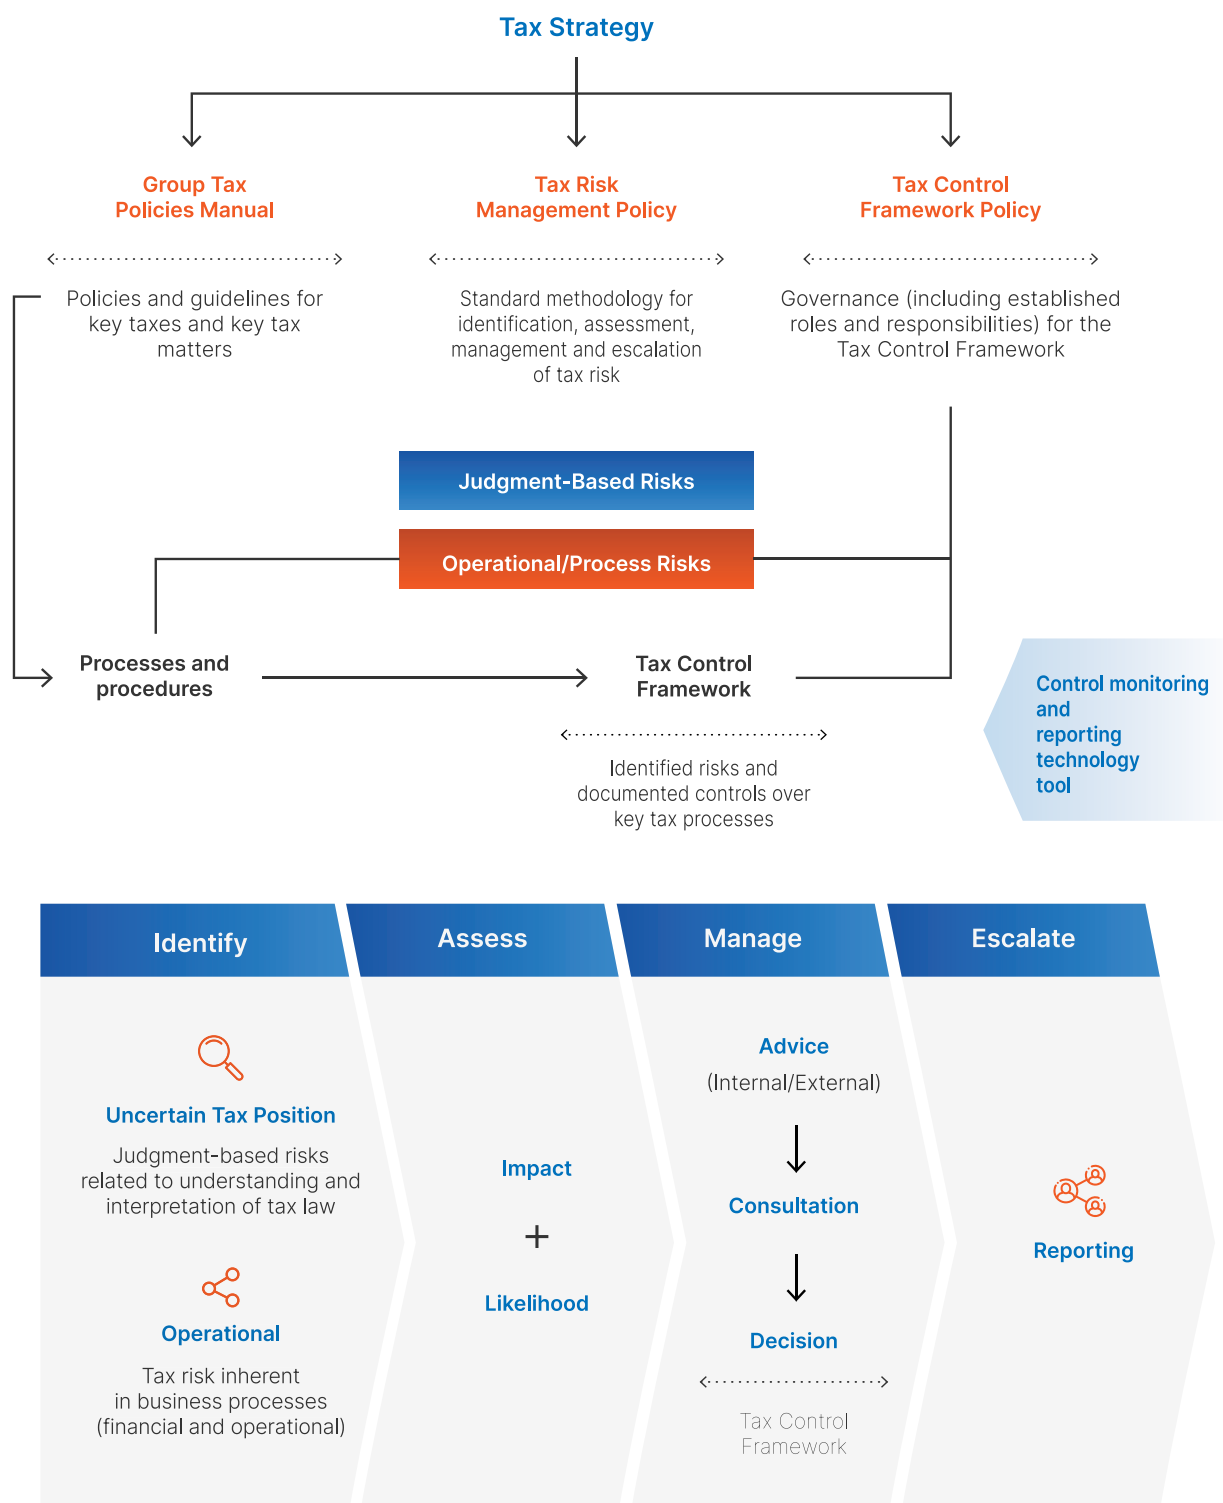 Tax Strategy
Group Tax
Policies Manual
Tax Risk
Management Policy
Tax Control
Framework Policy
Policies and guidelines for
key taxes and key tax
matters
Standard methodology for
identification, assessment,
management and escalation
of tax risk
Governance (including established
roles and responsibilities) for the
Tax Control Framework
Judgment-Based Risks
Operational/Process Risks
Processes and
procedures
Tax Control
Framework
Control monitoring
and
reporting
technology
tool
Identified risks and
documented controls over
key tax processes
Identify
Assess
Manage
Escalate
Uncertain Tax Position
Judgment-based risks
related to understanding and
interpretation of tax law
Operational
Tax risk inherent
in business processes
(financial and operational)
Impact
+
Likelihood
Advice
(Internal/External)
Consultation
Decision
Tax Control
Framework
Reporting